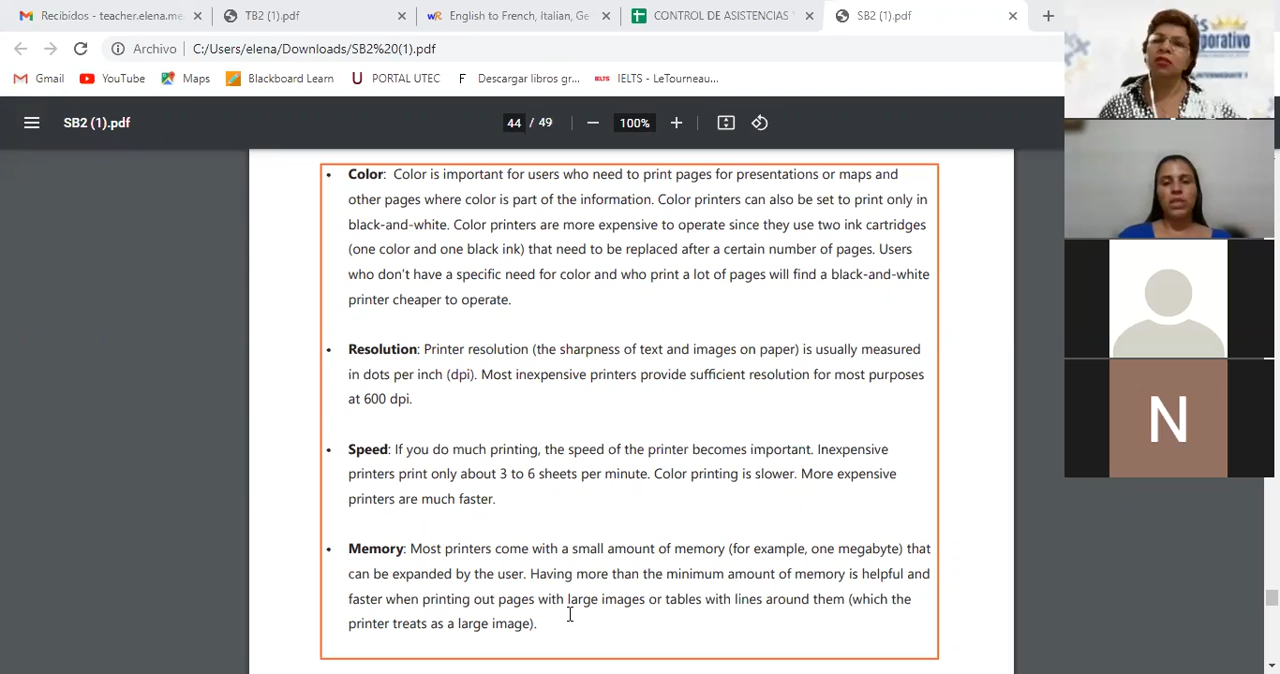 Recibidos - teacher.elena.me
TB2 (1).pdf
English to French, Italian, Ge
CONTROL DE ASISTENCIAS
SB2 (1).pdf
Archivo
C:/Users/elena/Downloads/SB2%20(1).pdf
Gmail
YouTube
Maps
Blackboard Learn
U PORTAL UTEC
F Descargar libros gr...
IELTS IELTS - LeTourneau...
SB2 (1).pdf
44 / 49
100%
• Color: Color is important for users who need to print pages for presentations or maps and
other pages where color is part of the information. Color printers can also be set to print only in
black-and-white. Color printers are more expensive to operate since they use two ink cartridges
(one color and one black ink) that need to be replaced after a certain number of pages. Users
who don't have a specific need for color and who print a lot of pages will find a black-and-white
printer cheaper to operate.
• Resolution: Printer resolution (the sharpness of text and images on paper) is usually measured
in dots per inch (dpi). Most inexpensive printers provide sufficient resolution for most purposes
at 600 dpi.
• Speed: If you do much printing, the speed of the printer becomes important. Inexpensive
printers print only about 3 to 6 sheets per minute. Color printing is slower. More expensive
printers are much faster.
• Memory: Most printers come with a small amount of memory (for example, one megabyte) that
can be expanded by the user. Having more than the minimum amount of memory is helpful and
faster when printing out pages with large images or tables with lines around them (which the
printer treats as a large image).
N